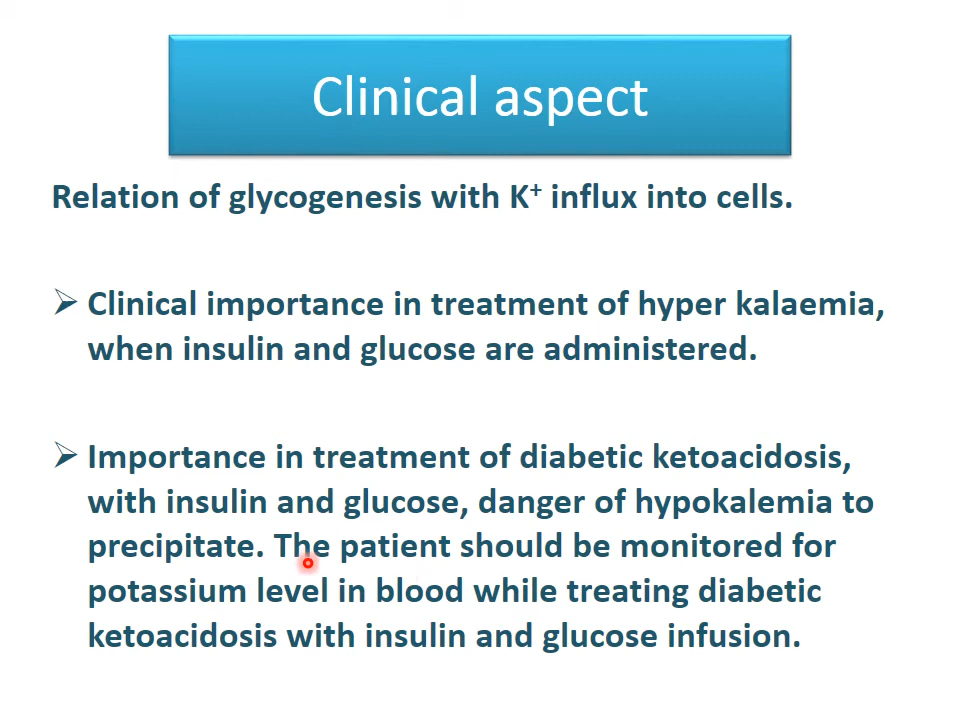 Clinical aspect
Relation of glycogenesis with K⁺ influx into cells.
➢ Clinical importance in treatment of hyper kalaemia,
when insulin and glucose are administered.
➢ Importance in treatment of diabetic ketoacidosis,
with insulin and glucose, danger of hypokalemia to
precipitate. The patient should be monitored for
potassium level in blood while treating diabetic
ketoacidosis with insulin and glucose infusion.